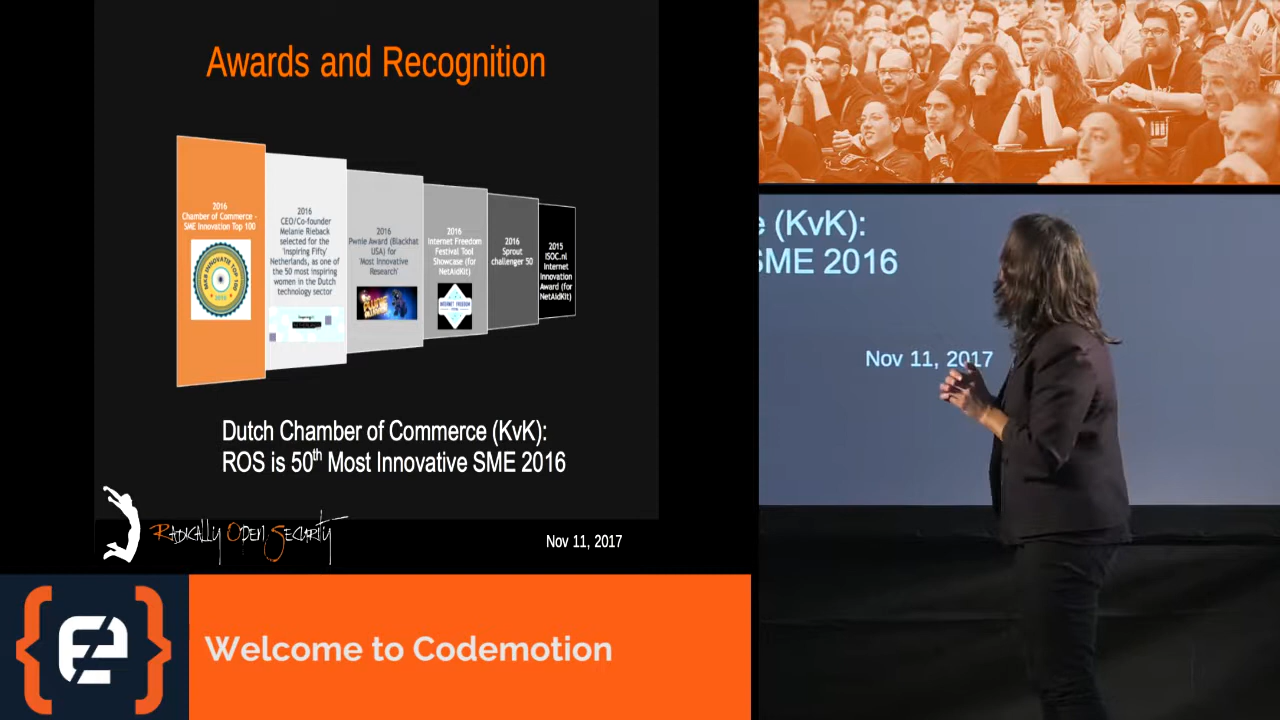 Awards and Recognition
2016
Chamber of Commerce -
SME Innovation Top 100
2016
CEO/Co-founder
Melanie Rieback
selected for the
'Inspiring Fifty'
Netherlands, as one of
the 50 most inspiring
women in the Dutch
technology sector
2016
Pwnie Award (Blackhat
USA) for
'Most Innovative
Research'
2016
Internet Freedom
Festival Tool
Showcase (for
NetAidKit)
INTERNET FREEDOM
2016
Sprout
challenger 50
2015
ISOC.nl
Internet
Innovation
Award (for
NetAidKit)
Dutch Chamber of Commerce (KvK):
ROS is 50th Most Innovative SME 2016
Radically Open Security
Nov 11, 2017
e (KvK):
SME 2016
Nov 11, 2017
Welcome to Codemotion